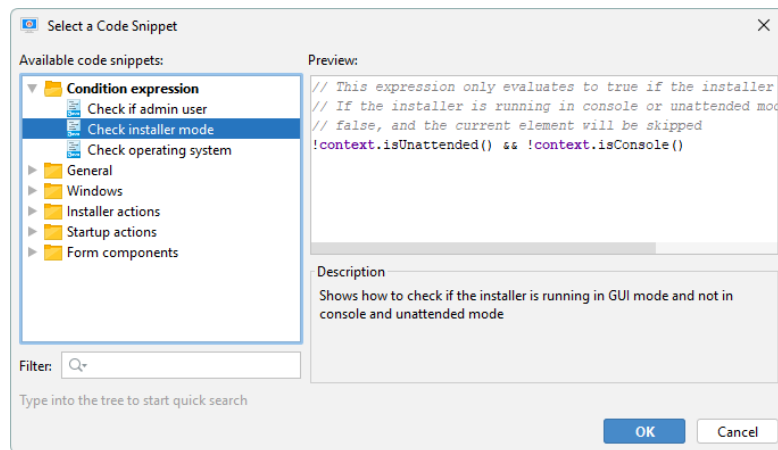 Select a Code Snippet
Available code snippets:
Condition expression
Check if admin user
Check installer mode
Check operating system
General
Windows
Installer actions
Startup actions
Form components
Filter:
Type into the tree to start quick search
Preview:
// This expression only evaluates to true if the installer
// If the installer is running in console or unattended mod
// false, and the current element will be skipped
!context.isUnattended() && !context.isConsole()
Description
Shows how to check if the installer is running in GUI mode and not in
console and unattended mode
OK
Cancel